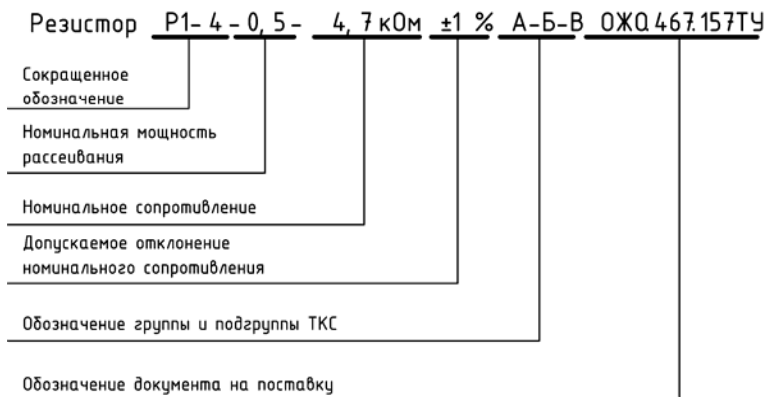 Резистор Р1- 4 - 0, 5 - 4, 7 кОм ±1 % А-Б-В ОЖ0.467.157ТУ
Сокращенное
обозначение
Номинальная мощность
рассеивания
Номинальное сопротивление
Допускаемое отклонение
номинального сопротивления
Обозначение группы и подгруппы ТКС
Обозначение документа на поставку